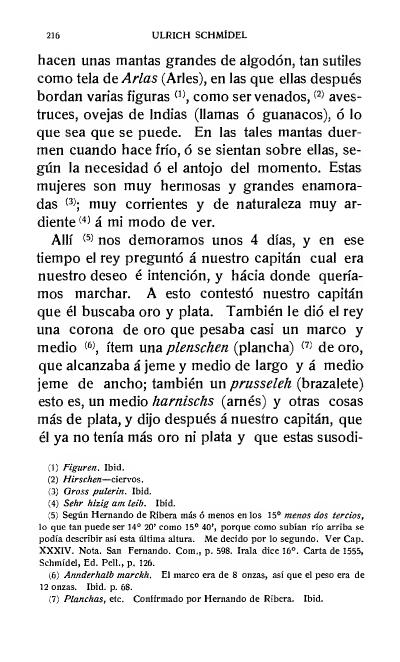 216 ULRICH SCHMÍDEL
hacen unas mantas grandes de algodón, tan sutiles
como tela de Arlas (Arles), en las que ellas después
bordan varias figuras (1), como ser venados, (2) aves-
truces, ovejas de Indias (llamas ó guanacos), ó lo
que sea que se puede. En las tales mantas duer-
men cuando hace frío, ó se sientan sobre ellas, se-
gún la necesidad ó el antojo del momento. Estas
mujeres son muy hermosas y grandes enamora-
das (3); muy corrientes y de naturaleza muy ar-
diente (4) á mi modo de ver.
Allí (5) nos demoramos unos 4 días, y en ese
tiempo el rey preguntó á nuestro capitán cual era
nuestro deseo é intención, y hácia donde quería-
mos marchar. A esto contestó nuestro capitán
que él buscaba oro y plata. También le dió el rey
una corona de oro que pesaba casi un marco y
medio (6), ítem una plenschen (plancha) (7) de oro,
que alcanzaba á jeme y medio de largo y á medio
jeme de ancho; también un prusseleh (brazalete)
esto es, un medio harnischs (arnés) y otras cosas
más de plata, y dijo después á nuestro capitán, que
él ya no tenía más oro ni plata y que estas susodi-
(1) Figuren. Ibid.
(2) Hirschen—ciervos.
(3) Gross pulerin. Ibid.
(4) Sehr hizig am leib. Ibid.
(5) Según Hernando de Ribera más ó menos en los 15° menos dos tercios,
lo que tan puede ser 14° 20' como 15° 40', porque como subían río arriba se
podía describir así esta última altura. Me decido por lo segundo. Ver Cap.
XXXIV. Nota. San Fernando. Com., p. 598. Irala dice 16°. Carta de 1555,
Schmídel, Ed. Pell., p. 126.
(6) Annderhalb marckh. El marco era de 8 onzas, así que el peso era de
12 onzas. Ibid. p. 68.
(7) Planchas, etc. Confirmado por Hernando de Ribera. Ibid.